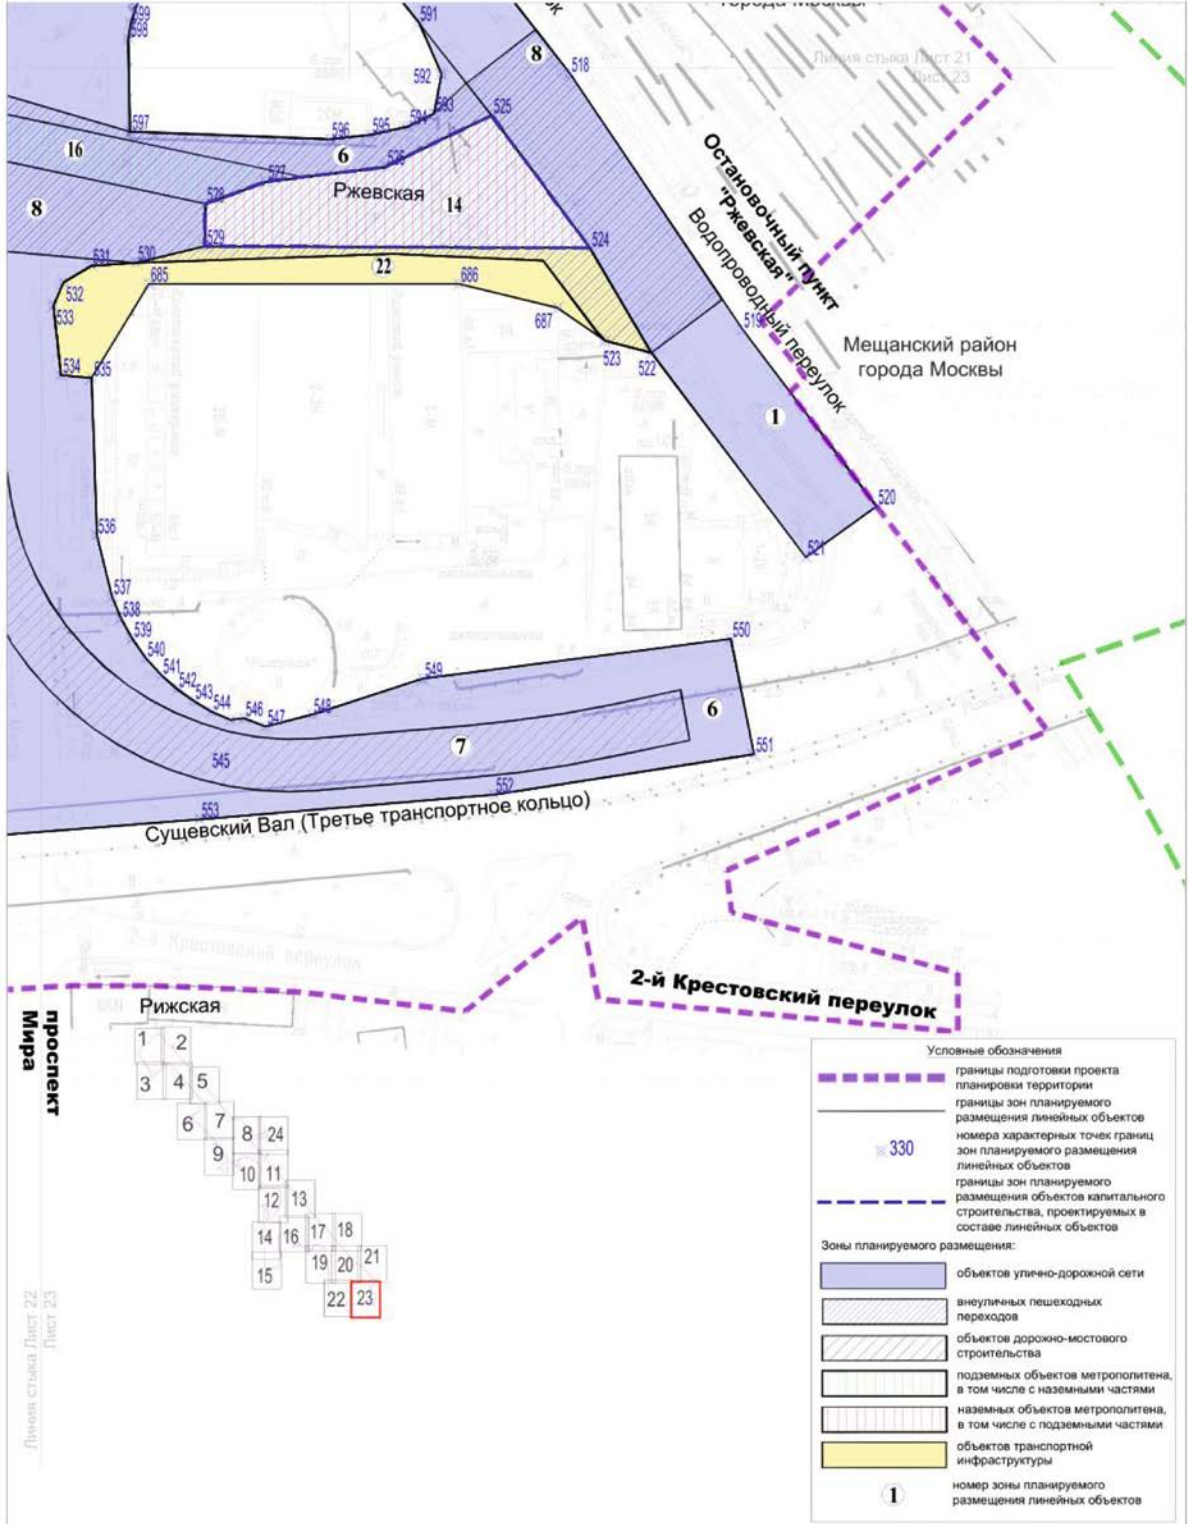 города Москвы
599
598
591
592
518
8
Линия стыка Лист 21
Лист 23
593
594
525
597
596
595
16
6
526
527
528
Ржевская
14
8
529
524
Остановочный пункт
"Ржевская"
Водопроводный переулок
531
530
22
685
686
532
533
687
519
523
522
534
535
Мещанский район
города Москвы
1
520
521
536
537
538
539
540
541
542
543
544
546
547
548
549
550
6
7
551
545
552
553
Сущевский Вал (Третье транспортное кольцо)
2-й Крестовский переулок
2-й Крестовский переулок
Рижская
проспект
Мира
1
2
3
4
5
6
7
8
24
9
10
11
12
13
14
16
17
18
15
19
20
21
22
23
Линия стыка Лист 22
Лист 23
Условные обозначения
границы подготовки проекта
планировки территории
границы зон планируемого
размещения линейных объектов
330
номера характерных точек границ
зон планируемого размещения
линейных объектов
границы зон планируемого
размещения объектов капитального
строительства, проектируемых в
составе линейных объектов
Зоны планируемого размещения:
объектов улично-дорожной сети
внеуличных пешеходных
переходов
объектов дорожно-мостового
строительства
подземных объектов метрополитена,
в том числе с наземными частями
наземных объектов метрополитена,
в том числе с подземными частями
объектов транспортной
инфраструктуры
1
номер зоны планируемого
размещения линейных объектов